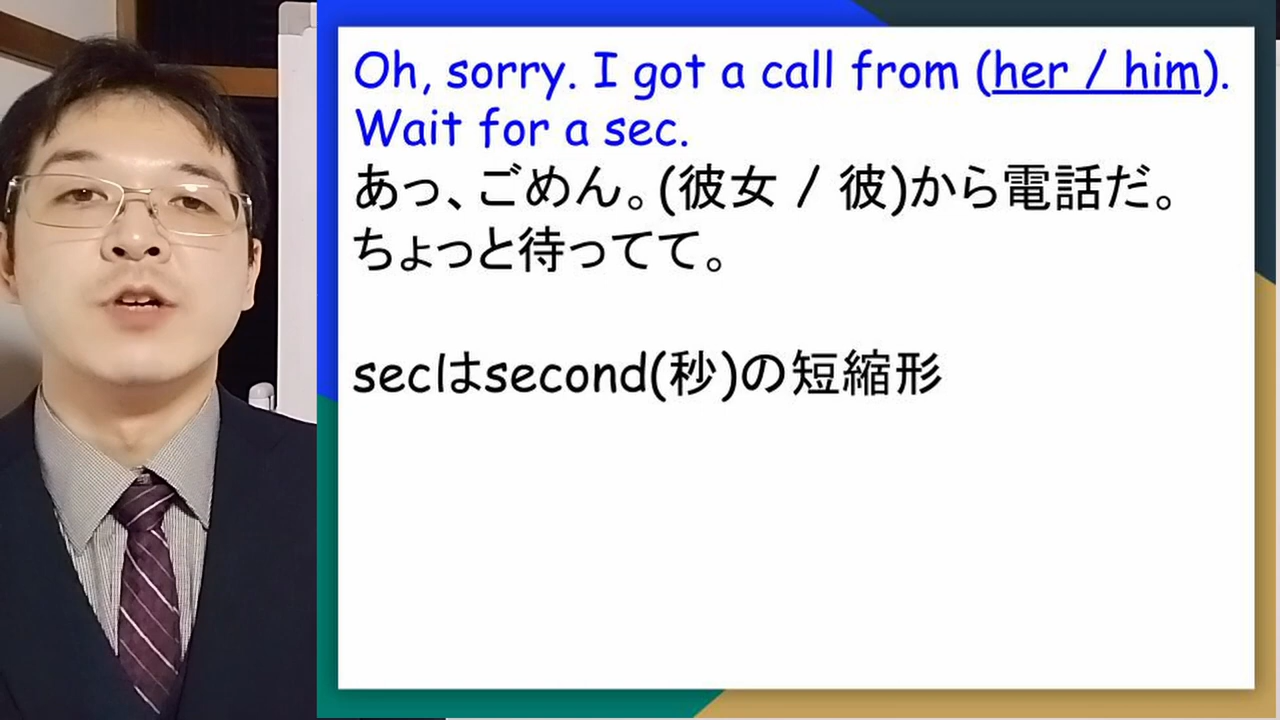 Oh, sorry. I got a call from (her / him).
Wait for a sec.
あっ、ごめん。(彼女 / 彼)から電話だ。
ちょっと待ってて。
secはsecond(秒)の短縮形